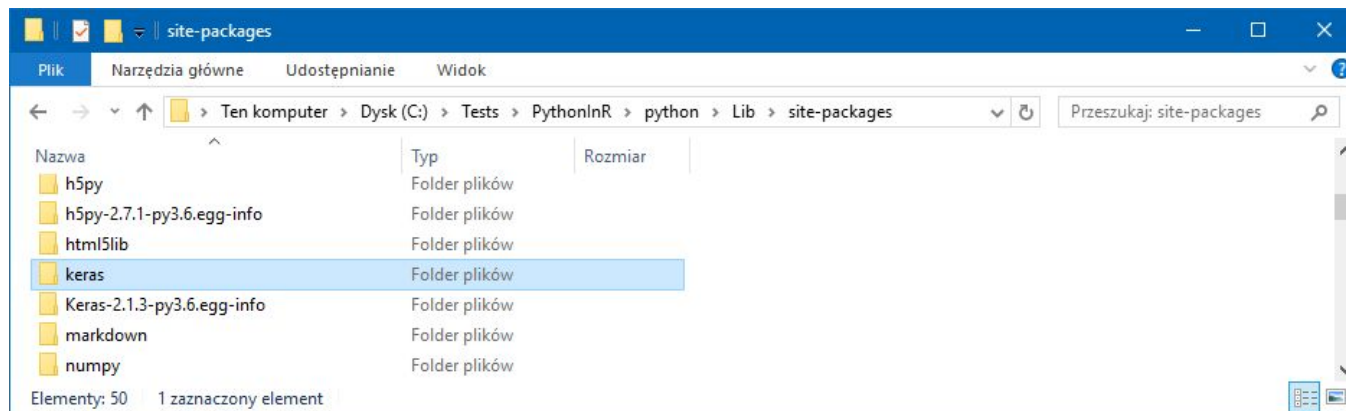 site-packages
Plik Narzędzia główne Udostępnianie Widok
Ten komputer > Dysk (C:) > Tests > PythonInR > python > Lib > site-packages Przeszukaj: site-packages
Nazwa Typ Rozmiar
h5py Folder plików
h5py-2.7.1-py3.6.egg-info Folder plików
html5lib Folder plików
keras Folder plików
Keras-2.1.3-py3.6.egg-info Folder plików
markdown Folder plików
numpy Folder plików
Elementy: 50 1 zaznaczony element